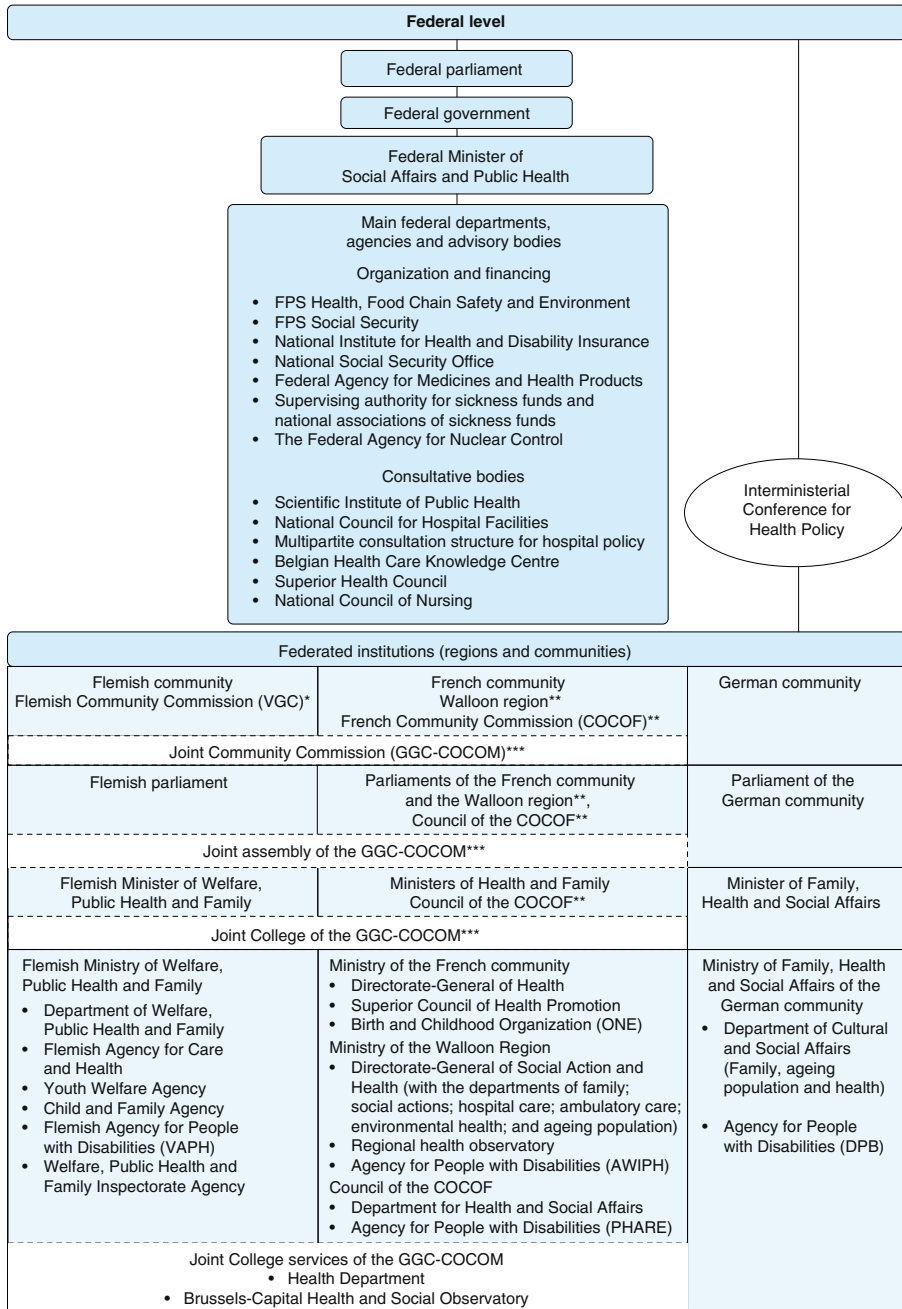 Federal level
Federal parliament
Federal government
Federal Minister of
Social Affairs and Public Health
Main federal departments,
agencies and advisory bodies
Organization and financing
• FPS Health, Food Chain Safety and Environment
• FPS Social Security
• National Institute for Health and Disability Insurance
• National Social Security Office
• Federal Agency for Medicines and Health Products
• Supervising authority for sickness funds and
national associations of sickness funds
• The Federal Agency for Nuclear Control
Consultative bodies
• Scientific Institute of Public Health
• National Council for Hospital Facilities
• Multipartite consultation structure for hospital policy
• Belgian Health Care Knowledge Centre
• Superior Health Council
• National Council of Nursing
Interministerial
Conference for
Health Policy
Federated institutions (regions and communities)
Flemish community
Flemish Community Commission (VGC)*
French community
Walloon region**
French Community Commission (COCOF)**
German community
Joint Community Commission (GGC-COCOM)***
Flemish parliament
Parliaments of the French community
and the Walloon region**,
Council of the COCOF**
Parliament of the
German community
Joint assembly of the GGC-COCOM***
Flemish Minister of Welfare,
Public Health and Family
Ministers of Health and Family
Council of the COCOF**
Minister of Family,
Health and Social Affairs
Joint College of the GGC-COCOM***
Flemish Ministry of Welfare,
Public Health and Family
• Department of Welfare,
Public Health and Family
• Flemish Agency for Care
and Health
• Youth Welfare Agency
• Child and Family Agency
• Flemish Agency for People
with Disabilities (VAPH)
• Welfare, Public Health and
Family Inspectorate Agency
Ministry of the French community
• Directorate-General of Health
• Superior Council of Health Promotion
• Birth and Childhood Organization (ONE)
Ministry of the Walloon Region
• Directorate-General of Social Action and
Health (with the departments of family;
social actions; hospital care; ambulatory care;
environmental health; and ageing population)
• Regional health observatory
• Agency for People with Disabilities (AWIPH)
Council of the COCOF
• Department for Health and Social Affairs
• Agency for People with Disabilities (PHARE)
Ministry of Family, Health
and Social Affairs of the
German community
• Department of Cultural
and Social Affairs
(Family, ageing
population and health)
• Agency for People
with Disabilities (DPB)
Joint College services of the GGC-COCOM
• Health Department
• Brussels-Capital Health and Social Observatory